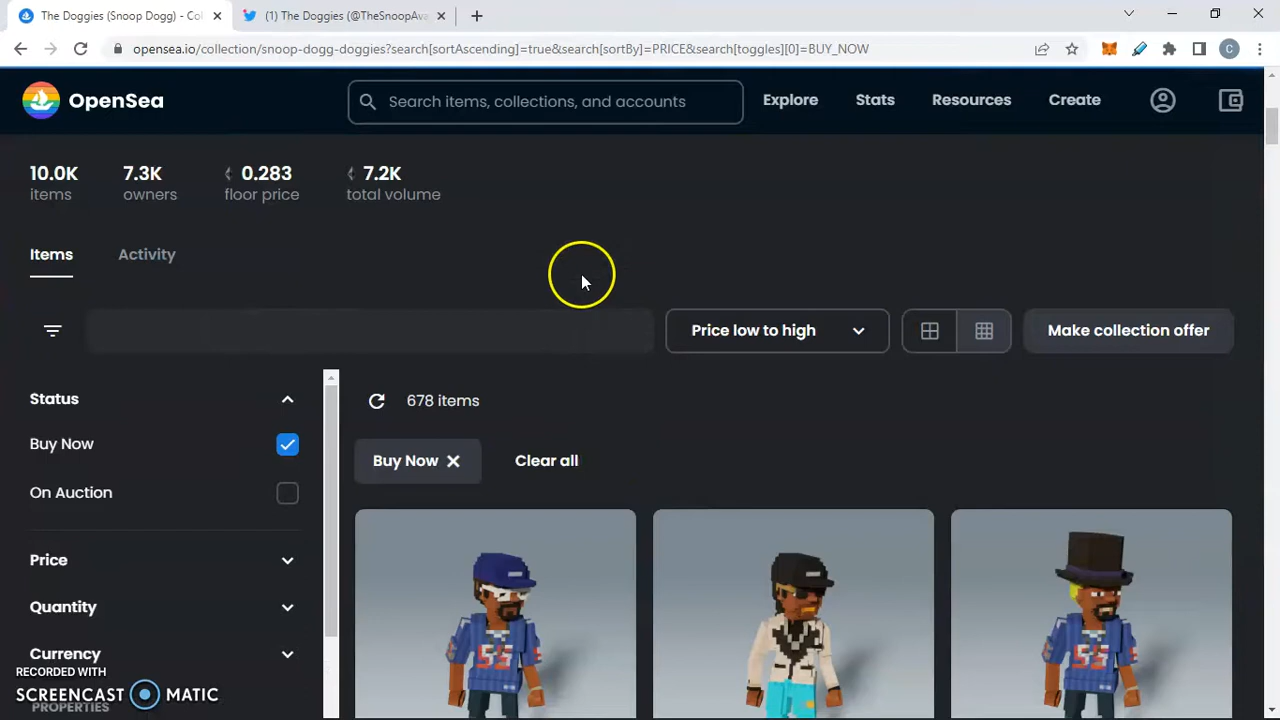 The Doggies (Snoop Dogg) - Col
(1) The Doggies (@TheSnoopAva
opensea.io/collection/snoop-dogg-doggies?search[sortAscending]=true&search[sortBy]=PRICE&search[toggles][0]=BUY_NOW
C
OpenSea
Search items, collections, and accounts
Explore
Stats
Resources
Create
10.0K
7.3K
0.283
7.2K
items
owners
floor price
total volume
Items
Activity
Price low to high
Make collection offer
Status
678 items
Buy Now
Buy Now
Clear all
On Auction
Price
Quantity
Currency
RECORDED WITH
SCREENCAST MATIC
PROPERTIES